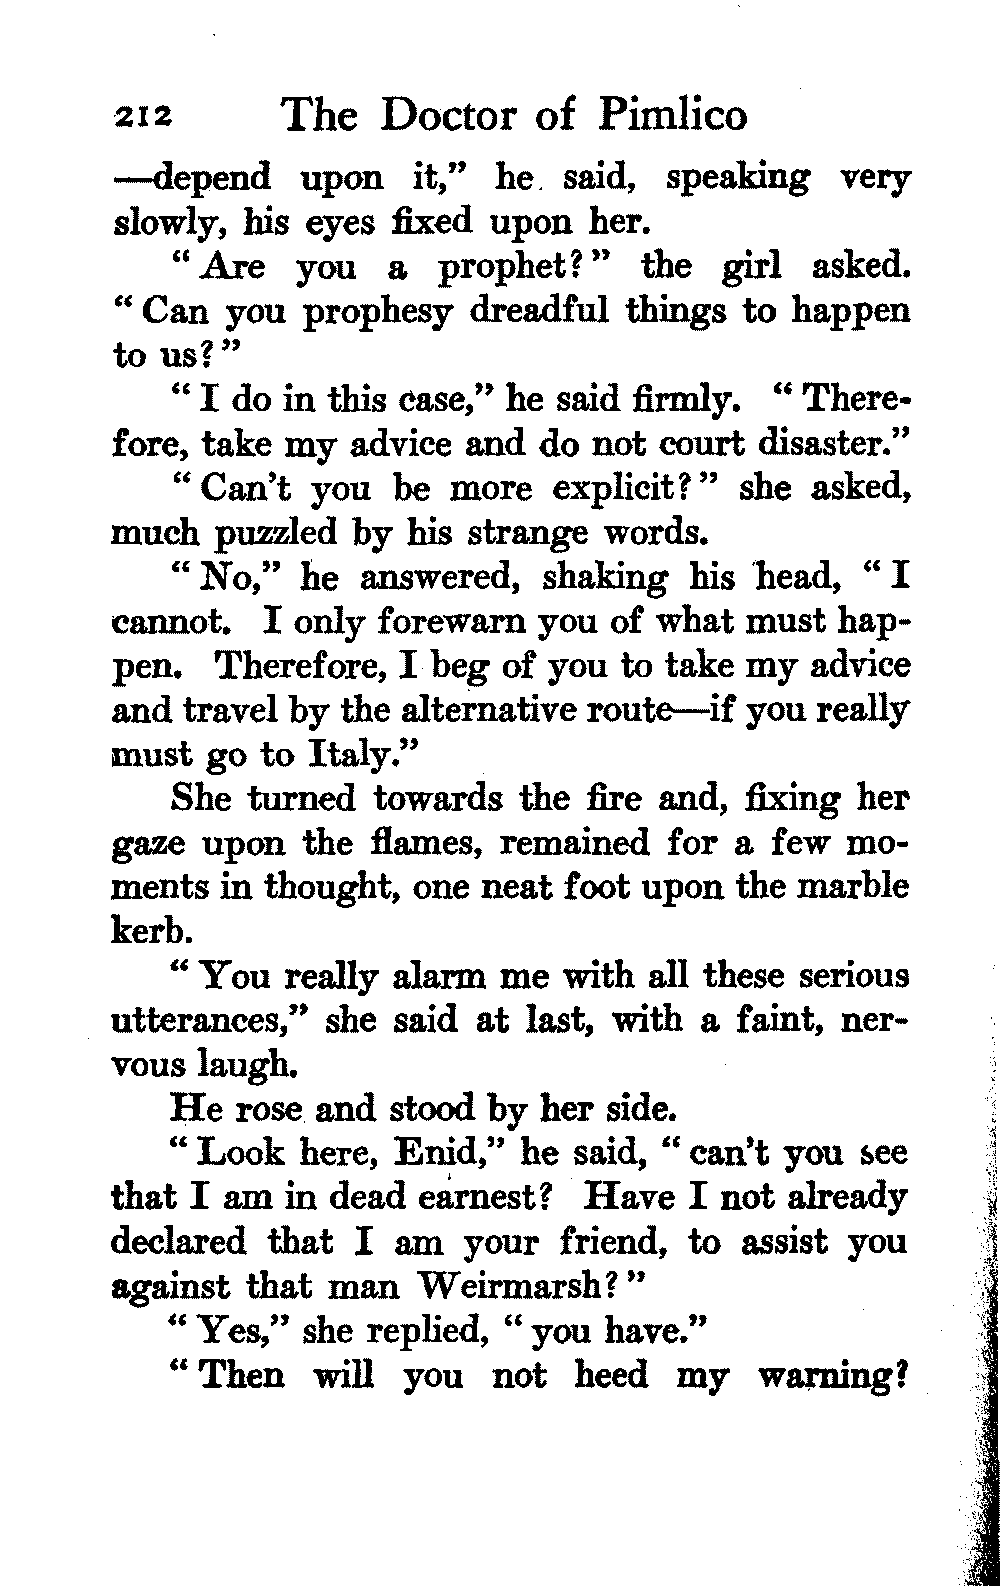 212 The Doctor of Pimlico
—depend upon it,” he said, speaking very
slowly, his eyes fixed upon her.
“Are you a prophet?” the girl asked.
“Can you prophesy dreadful things to happen
to us?”
“I do in this case,” he said firmly. “There-
fore, take my advice and do not court disaster.”
“Can’t you be more explicit?” she asked,
much puzzled by his strange words.
“No,” he answered, shaking his head, “I
cannot. I only forewarn you of what must hap-
pen. Therefore, I beg of you to take my advice
and travel by the alternative route—if you really
must go to Italy.”
She turned towards the fire and, fixing her
gaze upon the flames, remained for a few mo-
ments in thought, one neat foot upon the marble
kerb.
“You really alarm me with all these serious
utterances,” she said at last, with a faint, ner-
vous laugh.
He rose and stood by her side.
“Look here, Enid,” he said, “can’t you see
that I am in dead earnest? Have I not already
declared that I am your friend, to assist you
against that man Weirmarsh?”
“Yes,” she replied, “you have.”
“Then will you not heed my warning?